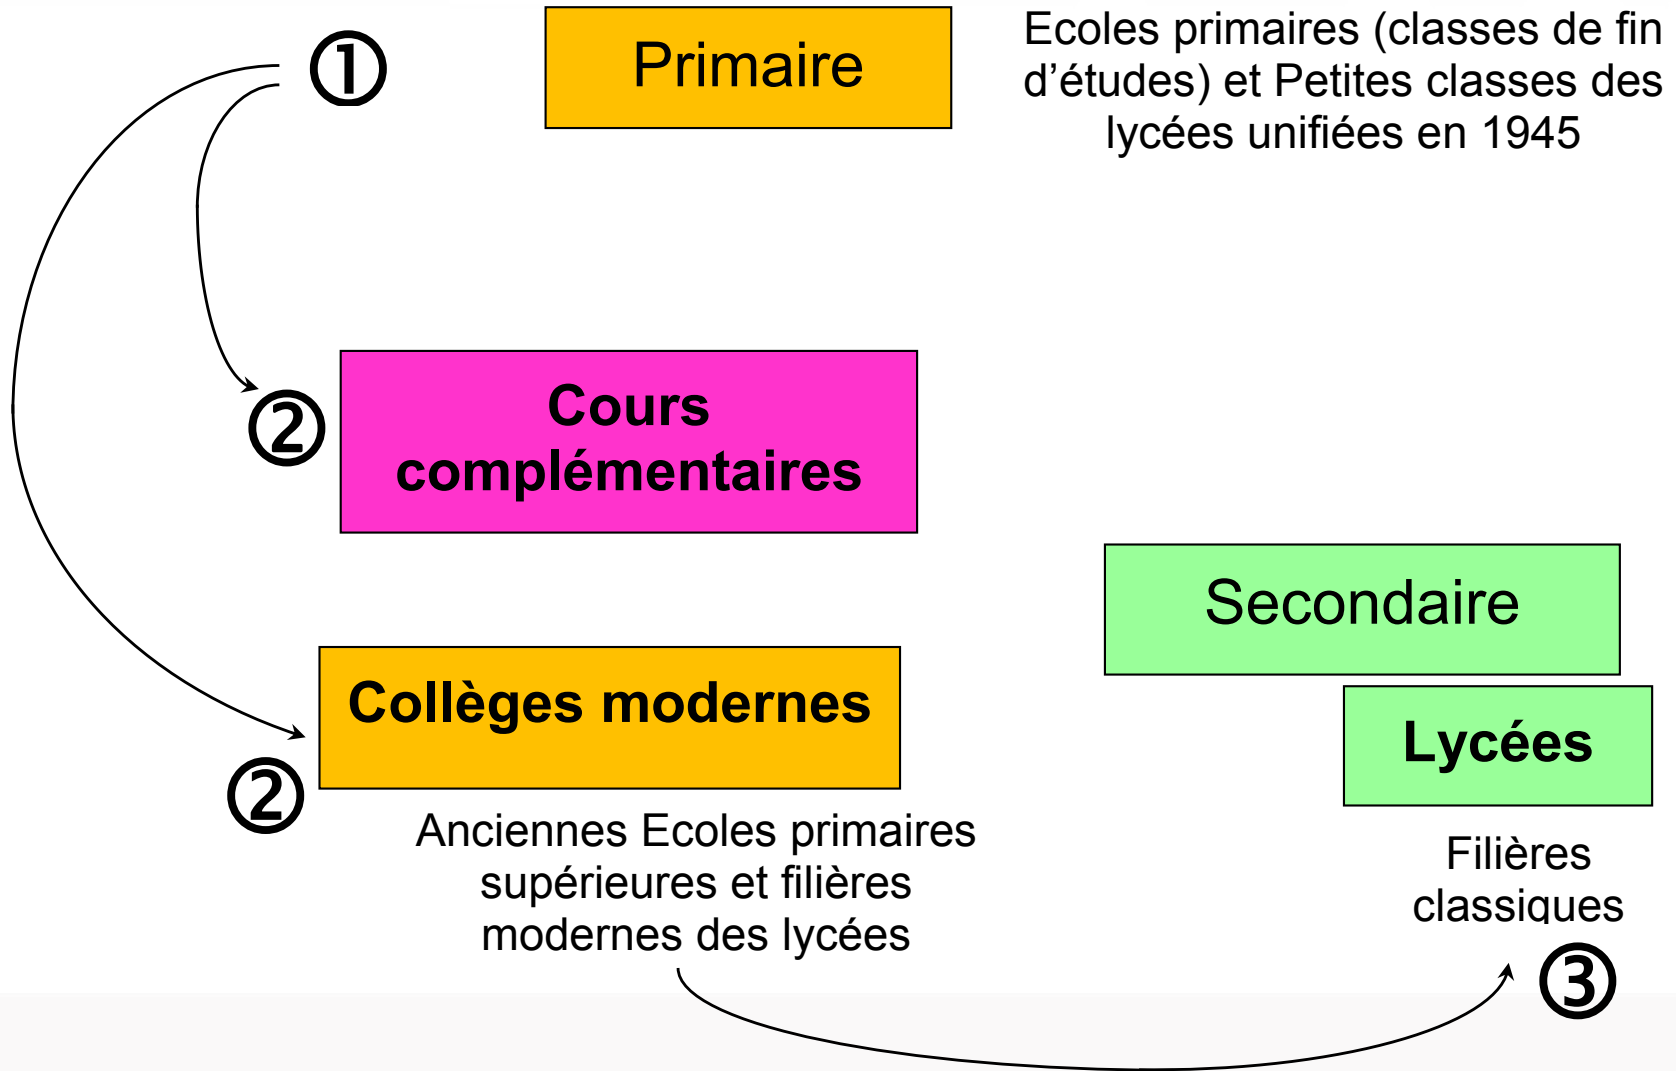 ①
Primaire
Ecoles primaires (classes de fin
d’études) et Petites classes des
lycées unifiées en 1945
②
Cours
complémentaires
Secondaire
Collèges modernes
②
Lycées
Anciennes Ecoles primaires
supérieures et filières
modernes des lycées
Filières
classiques
③